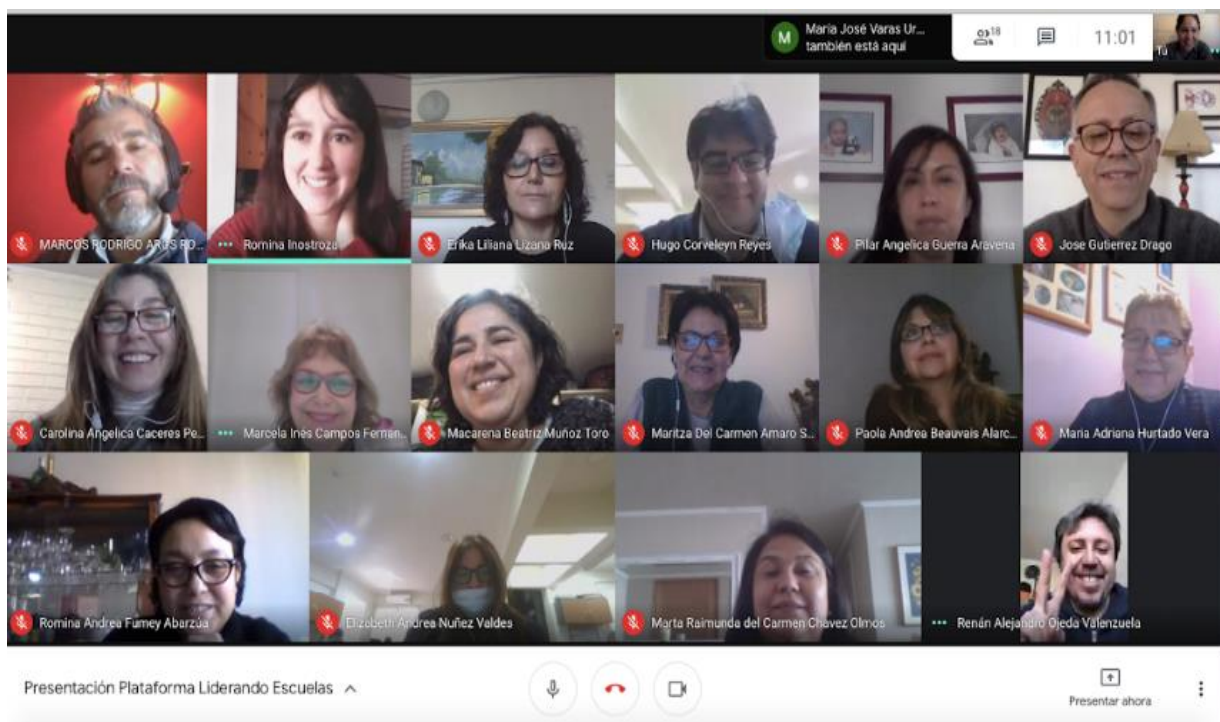 M
María José Varas Ur...
también está aquí
18
11:01
Tú
MARCOS RODRIGO AROS RO...
Romina Inostroza
Erika Liliana Lizana Ruz
Hugo Corveleyn Reyes
Pilar Angelica Guerra Aravena
Jose Gutierrez Drago
Carolina Angelica Caceres Pe...
Marcela Ines Campos Fernan...
Macarena Beatriz Muñoz Toro
Maritza Del Carmen Amaro S...
Paola Andrea Beauvais Alarc...
Maria Adriana Hurtado Vera
Romina Andrea Fumey Abarzúa
Elizabeth Andrea Nuñez Valdes
Marta Raimunda del Carmen Chavez Olmos
Renán Alejandro Ojeda Valenzuela
Presentación Plataforma Liderando Escuelas
Presentar ahora